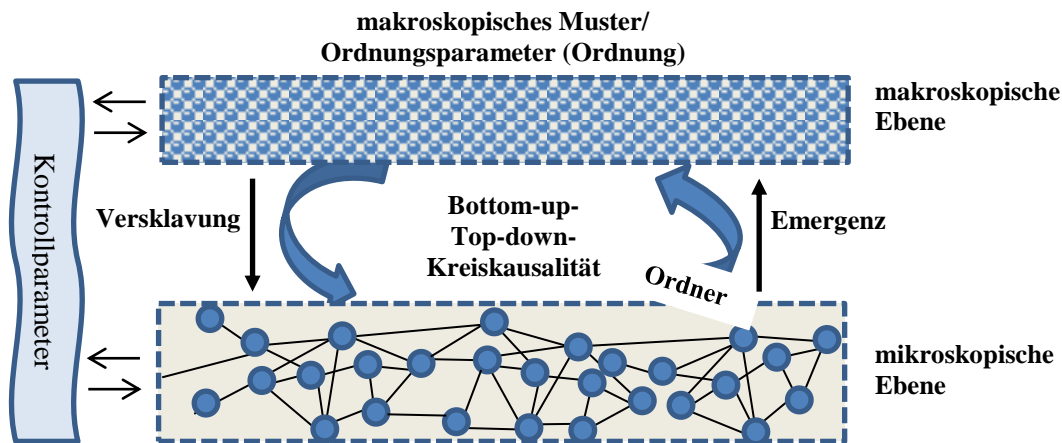 makroskopisches Muster/
Ordnungsparameter (Ordnung)
makroskopische
Ebene
Kontrollparameter
Versklavung
Bottom-up-
Top-down-
Kreiskausalität
Emergenz
Ordner
mikroskopische
Ebene